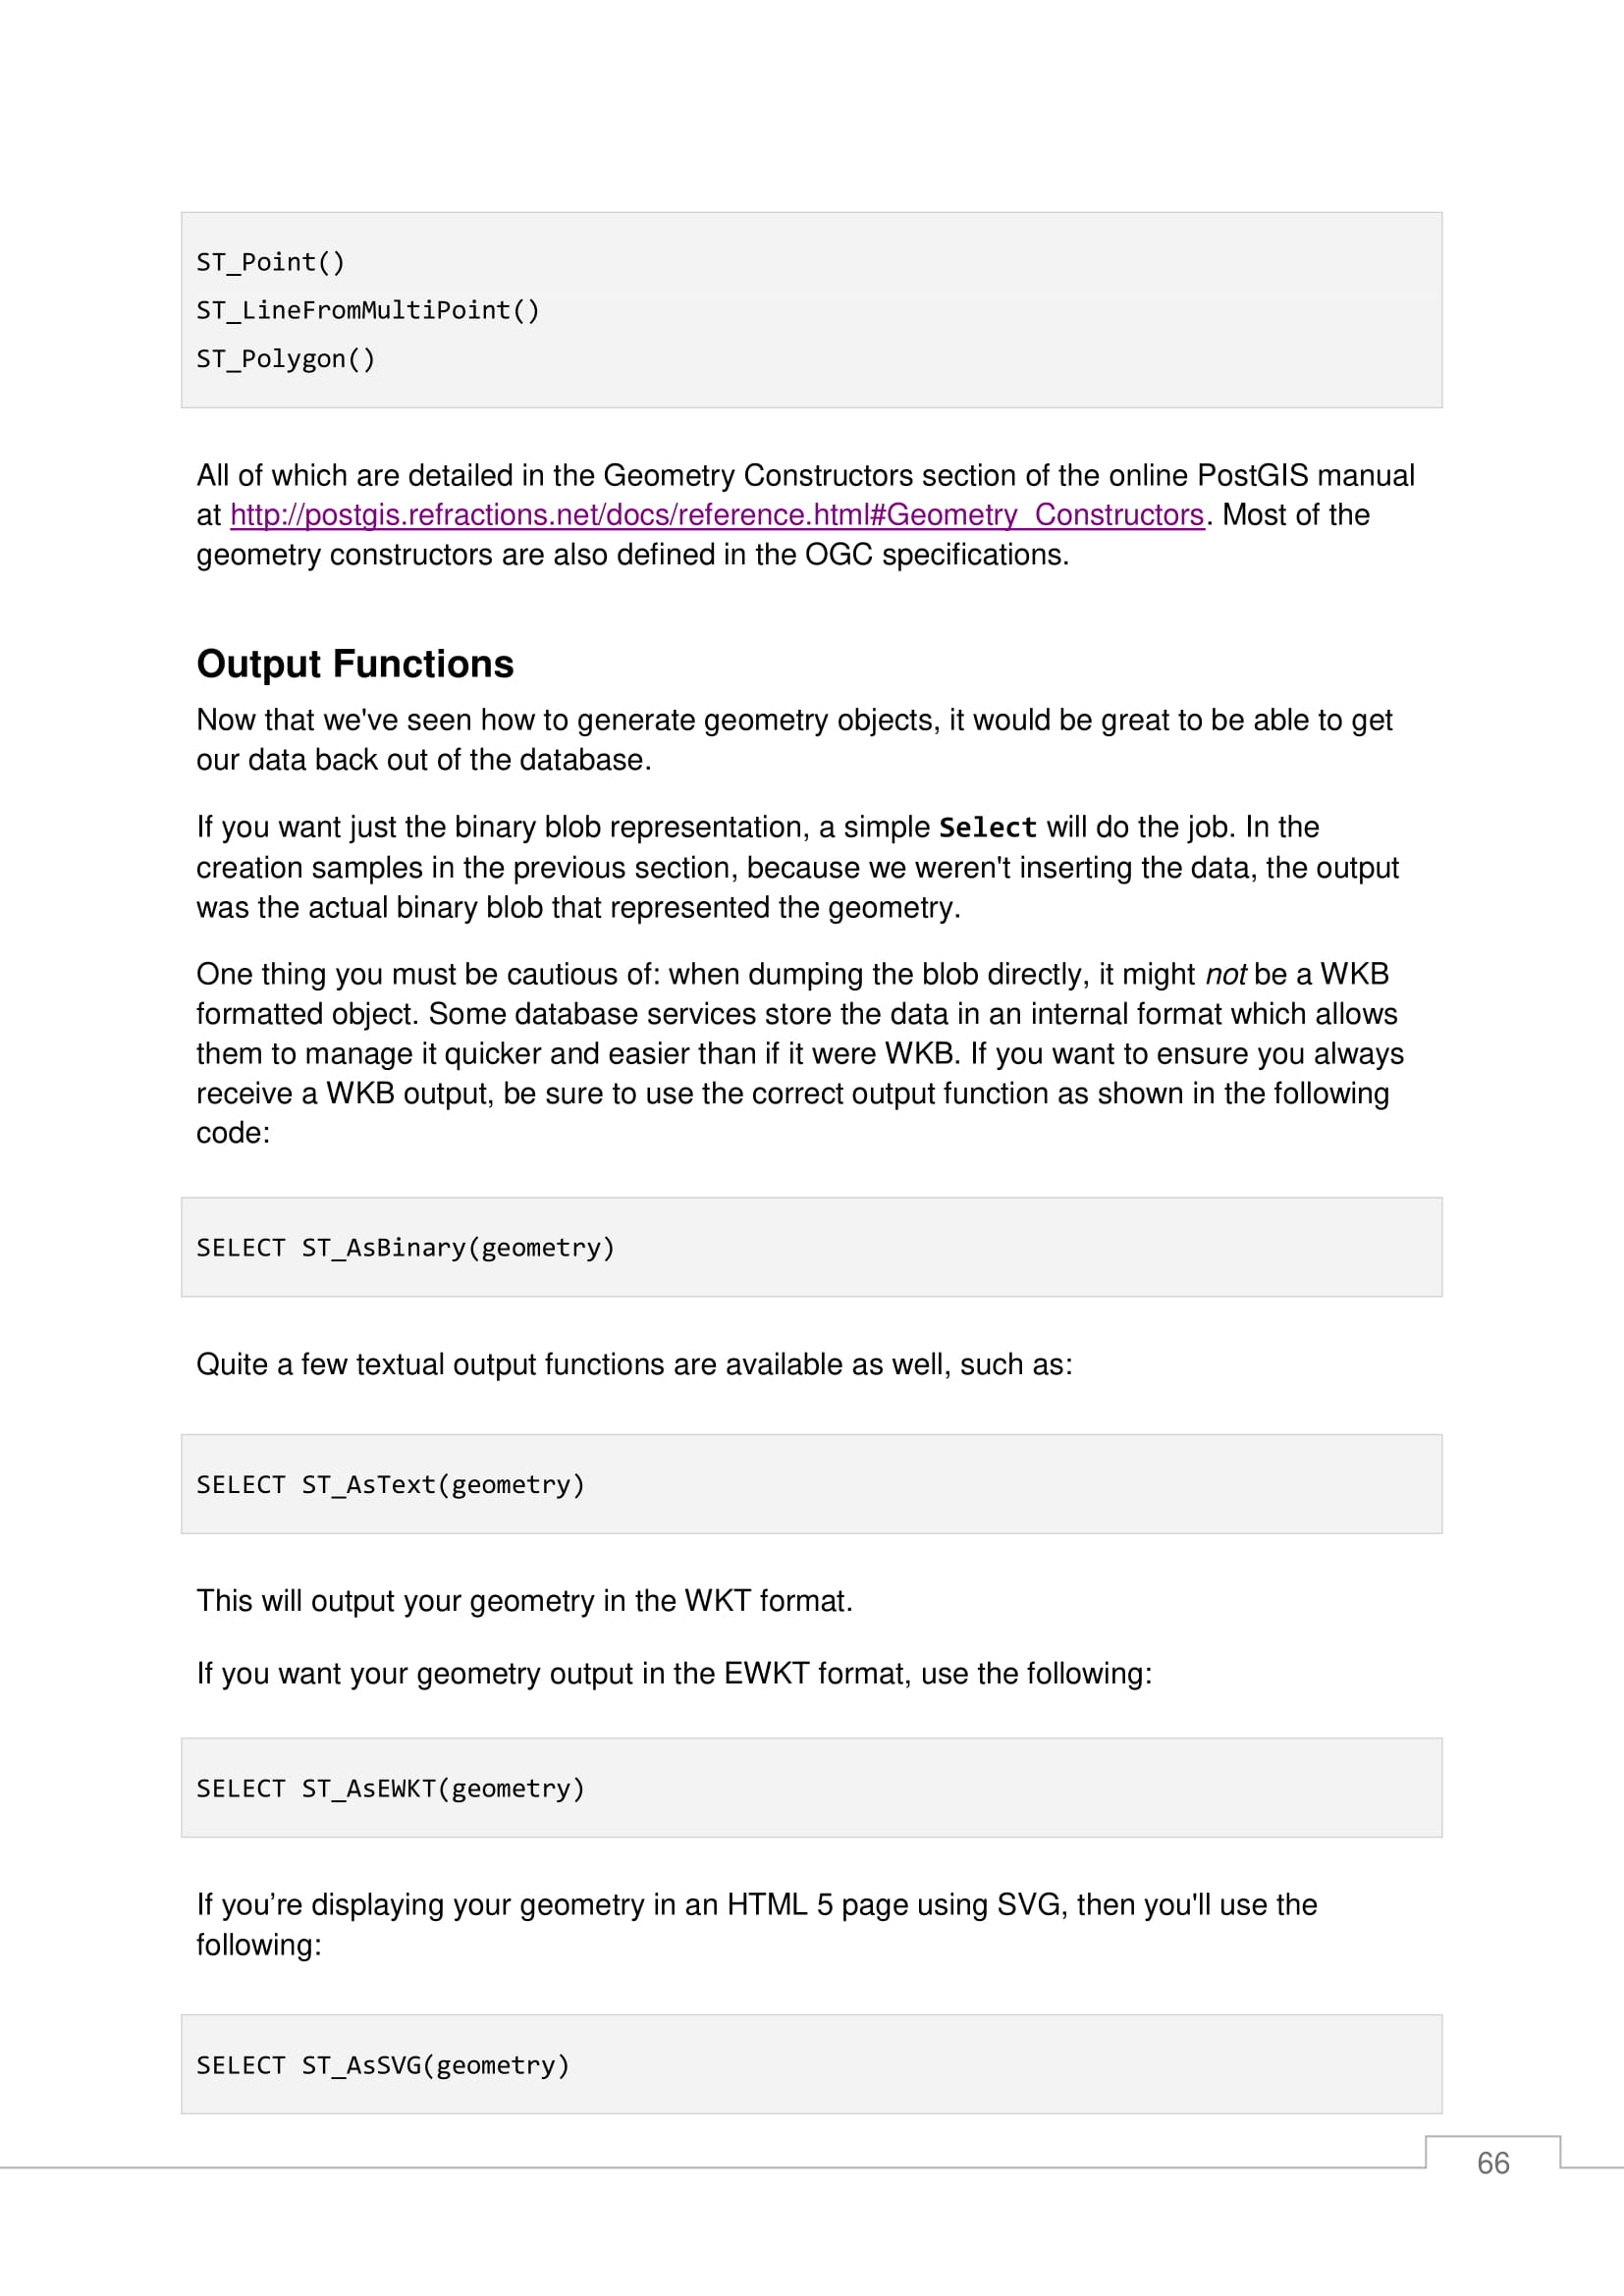 ST_Point()
ST_LineFromMultiPoint()
ST_Polygon()
All of which are detailed in the Geometry Constructors section of the online PostGIS manual
at http://postgis.refractions.net/docs/reference.html#Geometry_Constructors. Most of the
geometry constructors are also defined in the OGC specifications.
Output Functions
Now that we've seen how to generate geometry objects, it would be great to be able to get
our data back out of the database.
If you want just the binary blob representation, a simple Select will do the job. In the
creation samples in the previous section, because we weren't inserting the data, the output
was the actual binary blob that represented the geometry.
One thing you must be cautious of: when dumping the blob directly, it might not be a WKB
formatted object. Some database services store the data in an internal format which allows
them to manage it quicker and easier than if it were WKB. If you want to ensure you always
receive a WKB output, be sure to use the correct output function as shown in the following
code:
SELECT ST_AsBinary(geometry)
Quite a few textual output functions are available as well, such as:
SELECT ST_AsText(geometry)
This will output your geometry in the WKT format.
If you want your geometry output in the EWKT format, use the following:
SELECT ST_AsEWKT(geometry)
If you’re displaying your geometry in an HTML 5 page using SVG, then you'll use the
following:
SELECT ST_AsSVG(geometry)
66